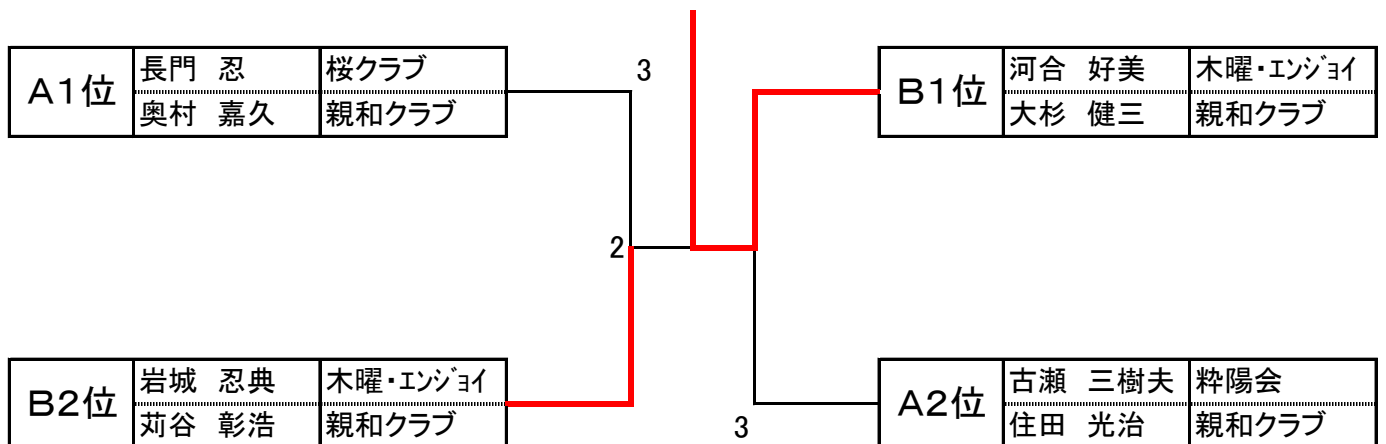 A1位 長門 忍 桜クラブ
奥村 嘉久 親和クラブ
3
B1位 河合 好美 木曜・エンジョイ
大杉 健三 親和クラブ
2
B2位 岩城 忍典 木曜・エンジョイ
苅谷 彰浩 親和クラブ
3
A2位 古瀬 三樹夫 粋陽会
住田 光治 親和クラブ